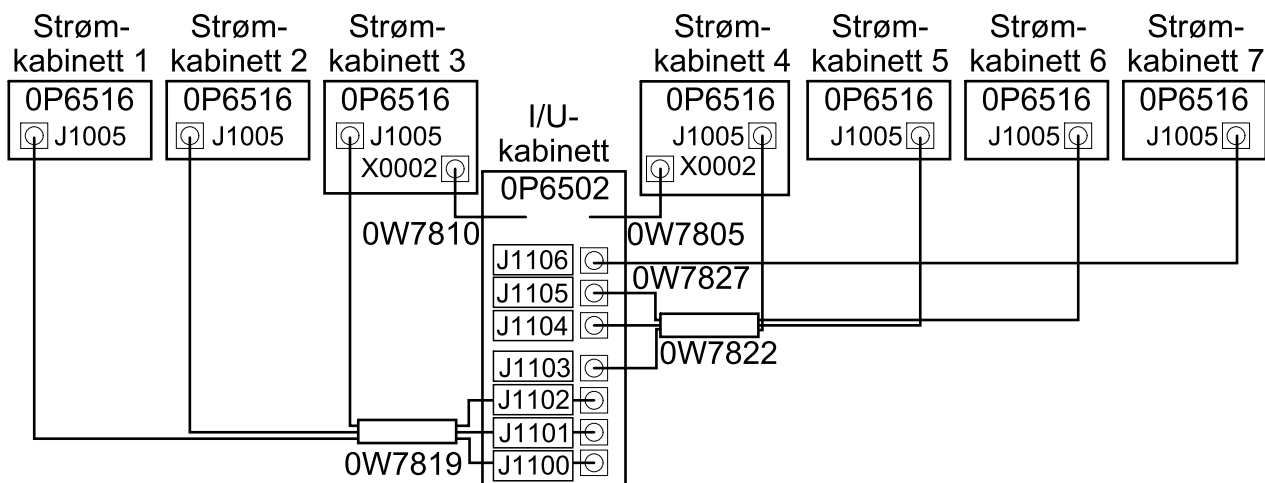 Strøm-
kabinett 1
Strøm-
kabinett 2
Strøm-
kabinett 3
Strøm-
kabinett 4
Strøm-
kabinett 5
Strøm-
kabinett 6
Strøm-
kabinett 7
0P6516
J1005
0P6516
J1005
0P6516
J1005
X0002
I/U-
kabinett
0P6502
0P6516
J1005
X0002
0P6516
J1005
0P6516
J1005
0P6516
J1005
0W7810
0W7805
J1106
0W7827
J1105
J1104
0W7822
J1103
J1102
J1101
0W7819
J1100